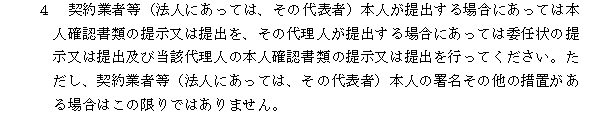 ４　契約業者等（法人にあっては、その代表者）本人が提出する場合にあっては本
人確認書類の提示又は提出を、その代理人が提出する場合にあっては委任状の提
示又は提出及び当該代理人の本人確認書類の提示又は提出を行ってください。た
だし、契約業者等（法人にあっては、その代表者）本人の署名その他の措置があ
る場合はこの限りではありません。